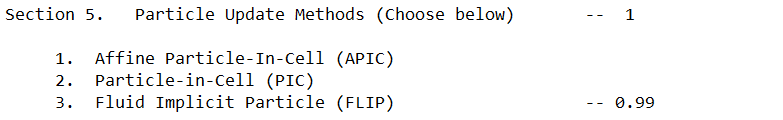 Section 5.   Particle Update Methods (Choose below)       --  1
     1.  Affine Particle-In-Cell (APIC)
     2.  Particle-in-Cell (PIC)
     3.  Fluid Implicit Particle (FLIP)                   -- 0.99